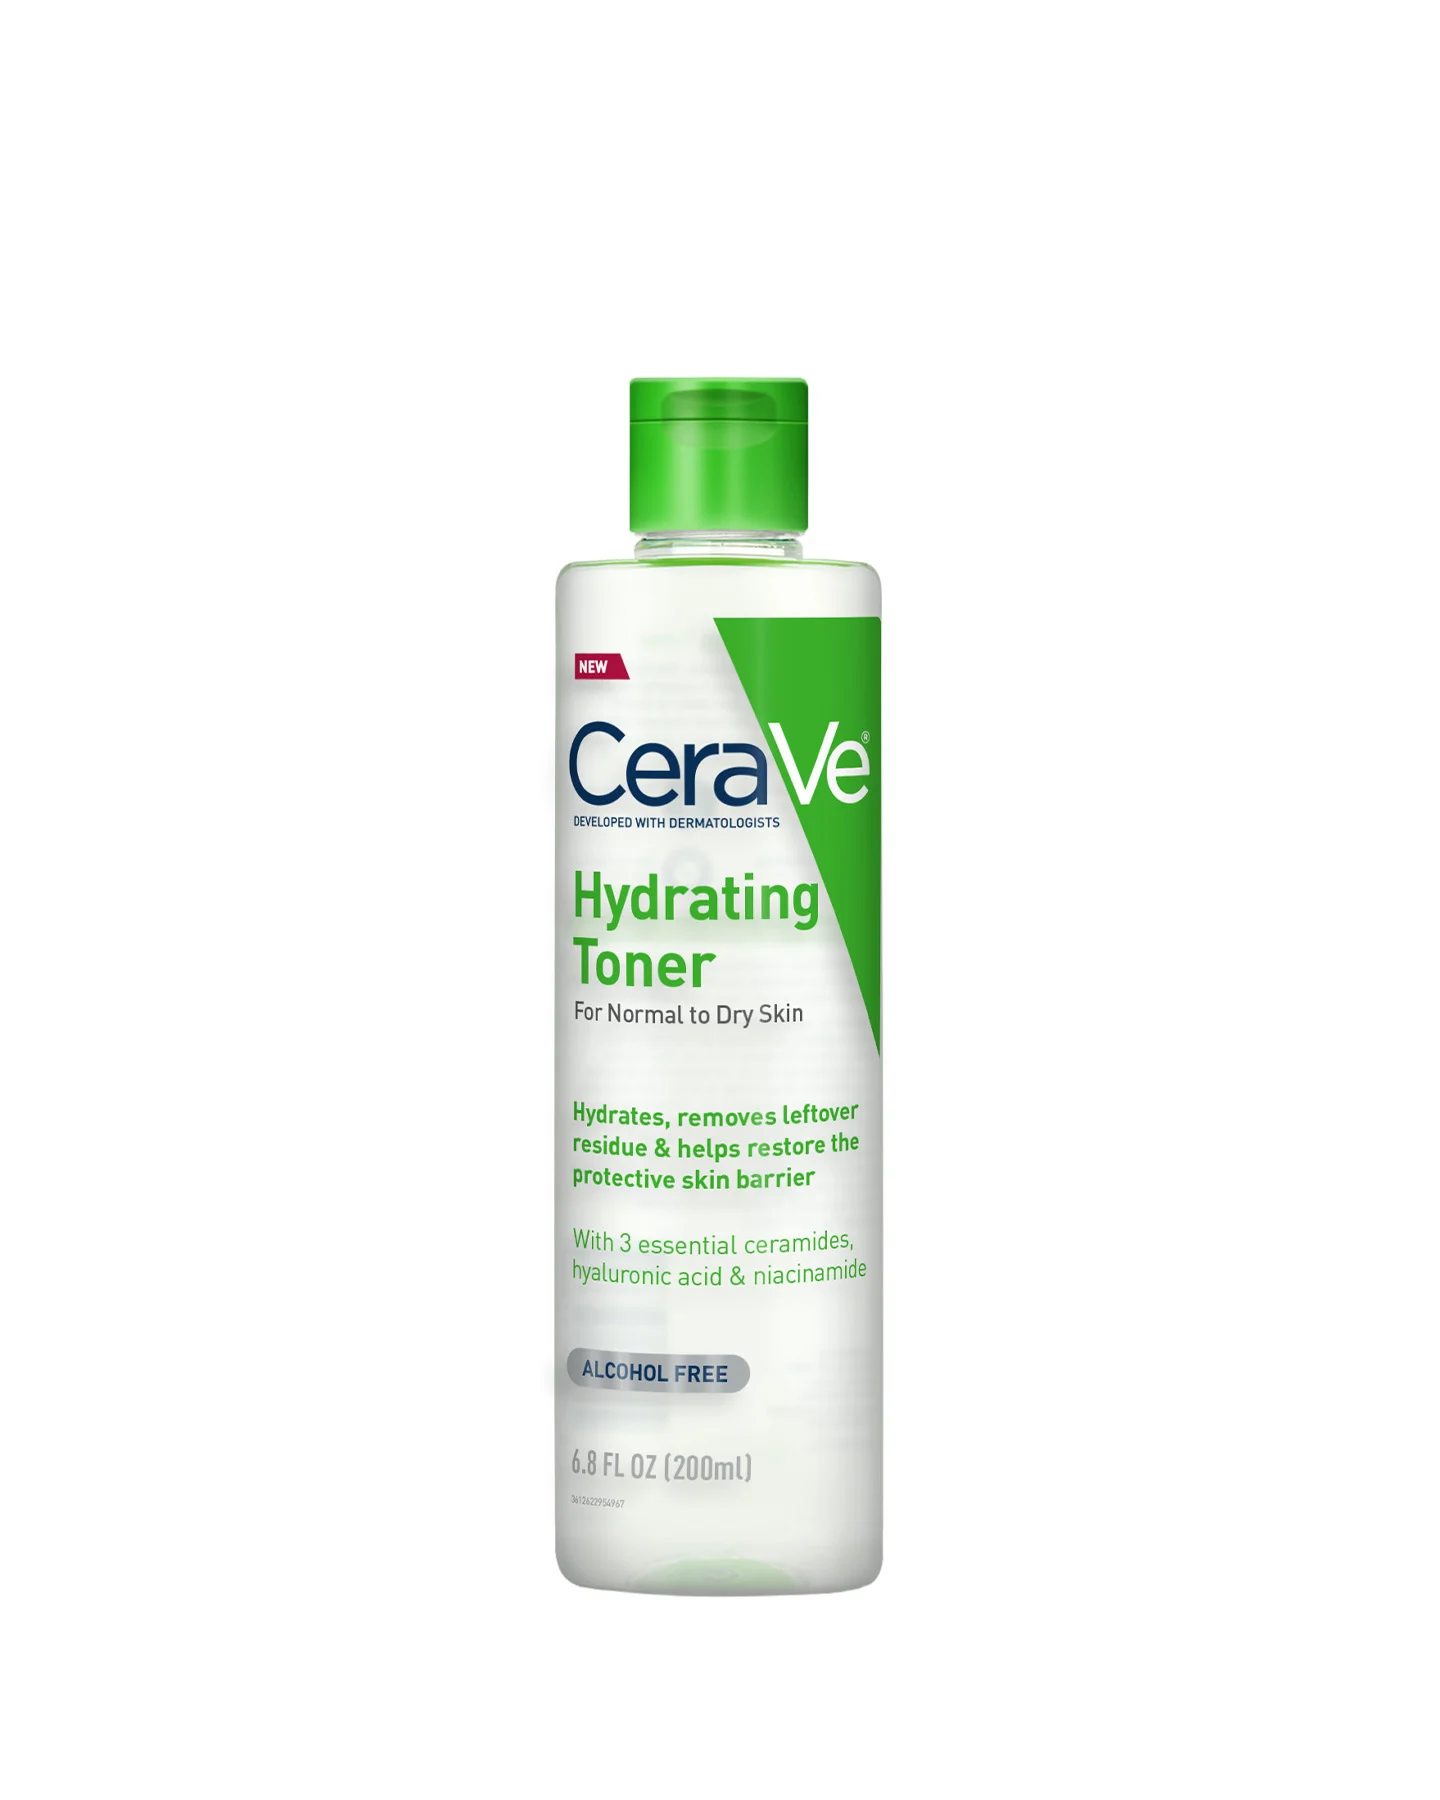 NEW
CeraVe®
DEVELOPED WITH DERMATOLOGISTS
Hydrating
Toner
For Normal to Dry Skin
Hydrates, removes leftover
residue & helps restore the
protective skin barrier
With 3 essential ceramides,
hyaluronic acid & niacinamide
ALCOHOL FREE
6.8 FL OZ (200ml)
3612622954967